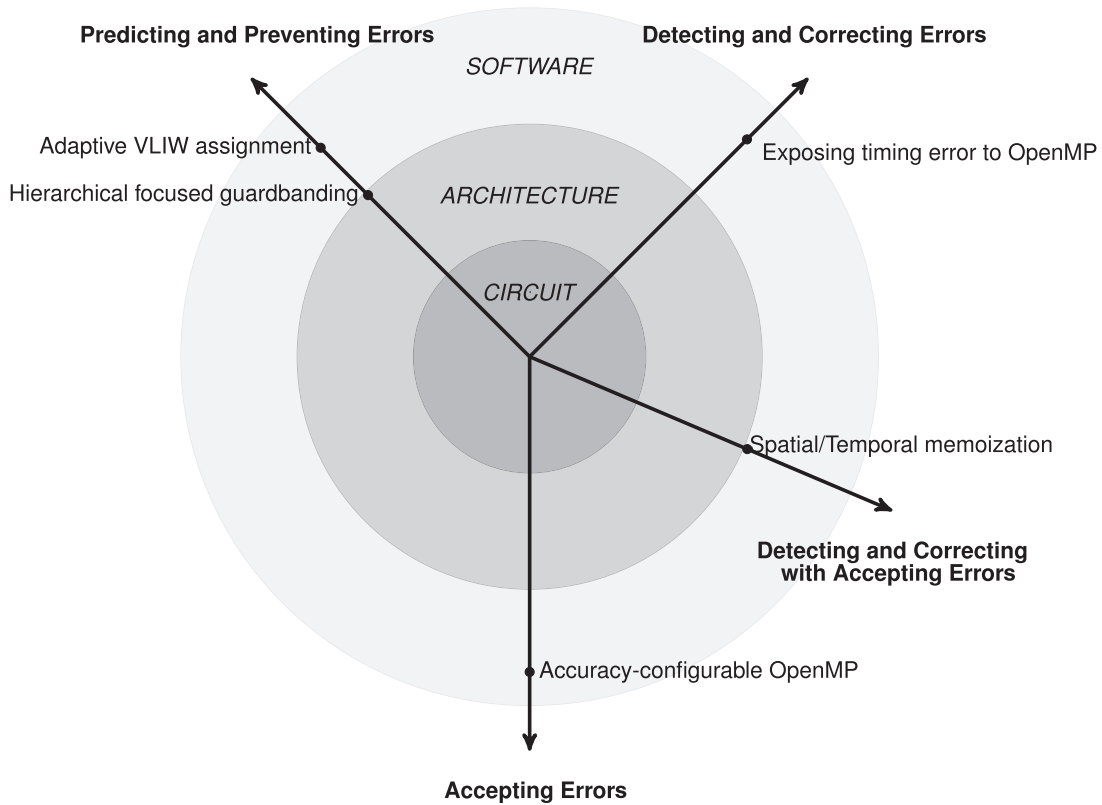 Predicting and Preventing Errors
Detecting and Correcting Errors
SOFTWARE
Adaptive VLIW assignment
Exposing timing error to OpenMP
Hierarchical focused guardbanding
ARCHITECTURE
CIRCUIT
Spatial/Temporal memoization
Detecting and Correcting
with Accepting Errors
Accuracy-configurable OpenMP
Accepting Errors